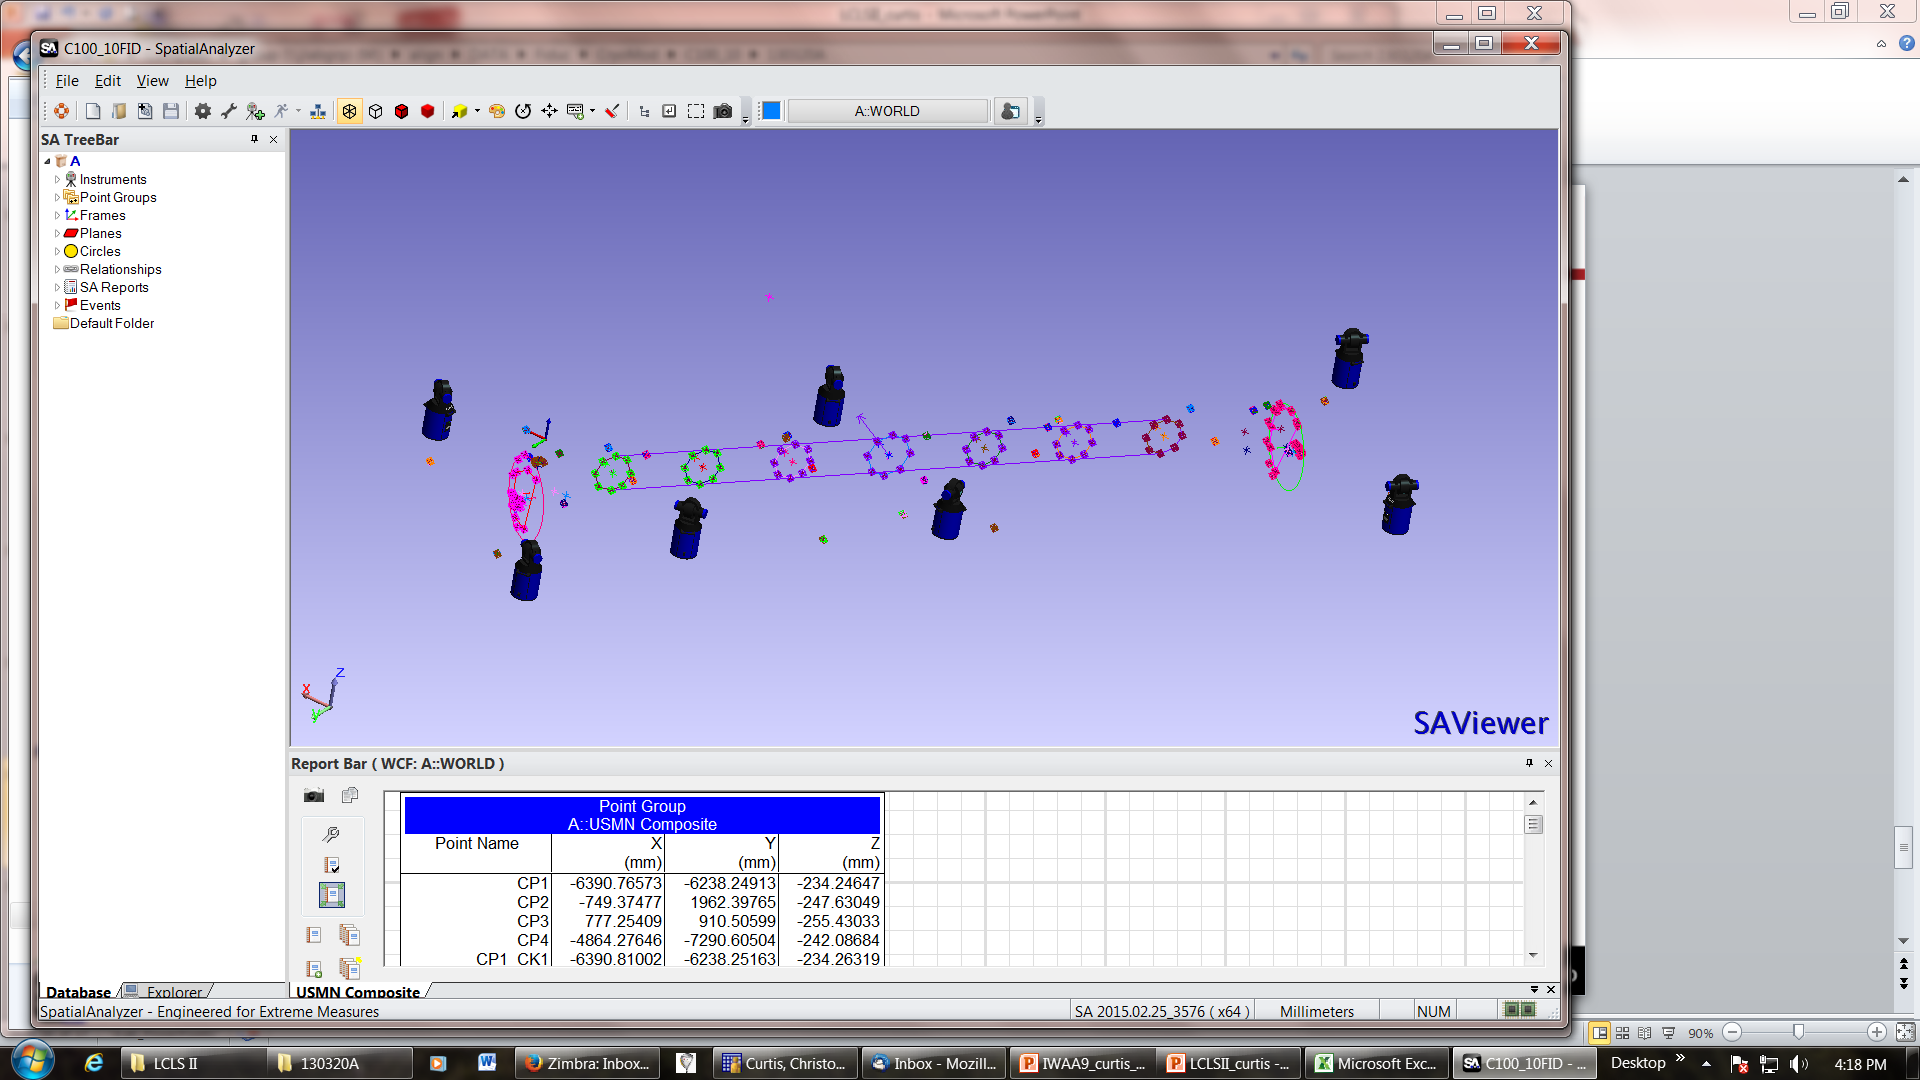 LCLSII_curtis - Microsoft PowerPoint
C100_10FID - SpatialAnalyzer
File Edit View Help
A::WORLD
SA TreeBar
A
Instruments
Point Groups
Frames
Planes
Circles
Relationships
SA Reports
Events
Default Folder
Z
X
Y
SAViewer
Report Bar ( WCF: A::WORLD )
Point Group
A::USMN Composite
Point Name X Y Z
(mm) (mm) (mm)
CP1 -6390.76573 -6238.24913 -234.24647
CP2 -749.37477 1962.39765 -247.63049
CP3 777.25409 910.50599 -255.43033
CP4 -4864.27646 -7290.60504 -242.08684
CP1_CK1 -6390.81002 -6238.25163 -234.26319
Database Explorer
USMN Composite
SpatialAnalyzer - Engineered for Extreme Measures
SA 2015.02.25_3576 ( x64 ) Millimeters NUM
90%
LCLS II
130320A
Zimbra: Inbox...
Curtis, Christo...
Inbox - Mozill...
IWAA9_curtis_...
LCLSII_curtis -...
Microsoft Exc...
C100_10FID - ...
Desktop
4:18 PM